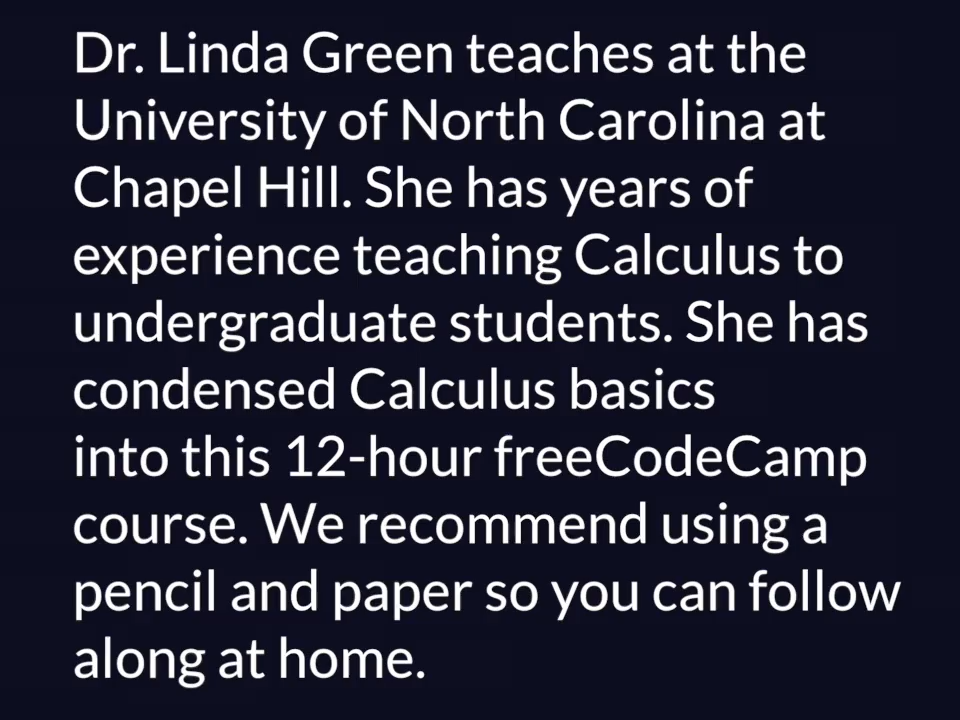 Dr. Linda Green teaches at the
University of North Carolina at
Chapel Hill. She has years of
experience teaching Calculus to
undergraduate students. She has
condensed Calculus basics
into this 12-hour freeCodeCamp
course. We recommend using a
pencil and paper so you can follow
along at home.